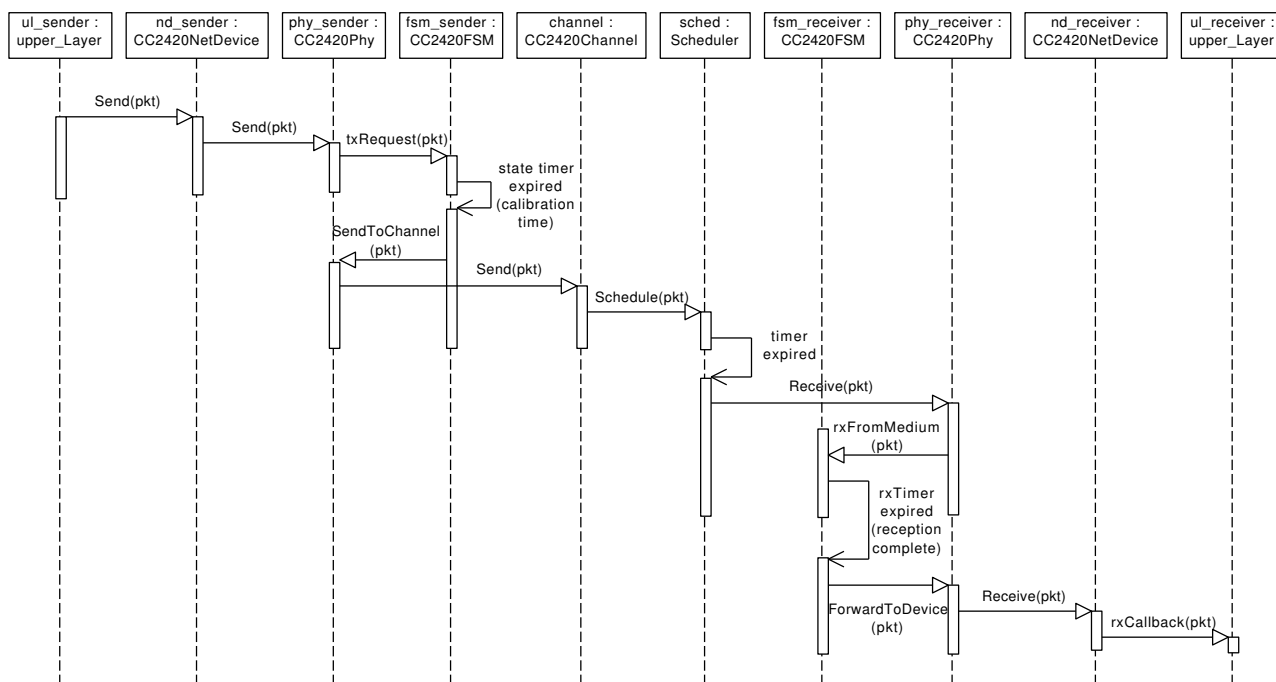 ul_sender :
upper_Layer
nd_sender :
CC2420NetDevice
phy_sender :
CC2420Phy
fsm_sender :
CC2420FSM
channel :
CC2420Channel
sched :
Scheduler
fsm_receiver :
CC2420FSM
phy_receiver :
CC2420Phy
nd_receiver :
CC2420NetDevice
ul_receiver :
upper_Layer
Send(pkt)
Send(pkt)
txRequest(pkt)
state timer
expired
(calibration
time)
SendToChannel
(pkt)
Send(pkt)
Schedule(pkt)
timer
expired
Receive(pkt)
rxFromMedium
(pkt)
rxTimer
expired
(reception
complete)
ForwardToDevice
(pkt)
Receive(pkt)
rxCallback(pkt)